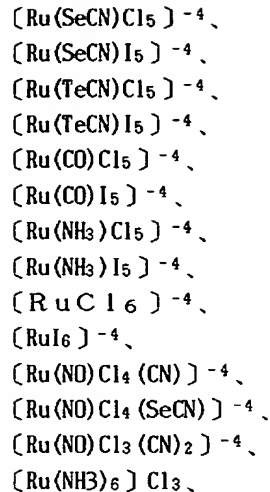 〔Ru(SeCN)Cl₅〕⁻⁴、
〔Ru(SeCN)I₅〕⁻⁴、
〔Ru(TeCN)Cl₅〕⁻⁴、
〔Ru(TeCN)I₅〕⁻⁴、
〔Ru(CO)Cl₅〕⁻⁴、
〔Ru(CO)I₅〕⁻⁴、
〔Ru(NH₃)Cl₅〕⁻⁴、
〔Ru(NH₃)I₅〕⁻⁴、
〔RuCl₆〕⁻⁴、
〔RuI₆〕⁻⁴、
〔Ru(NO)Cl₄(CN)〕⁻⁴、
〔Ru(NO)Cl₄(SeCN)〕⁻⁴、
〔Ru(NO)Cl₃(CN)₂〕⁻⁴、
〔Ru(NH3)₆〕Cl₃、